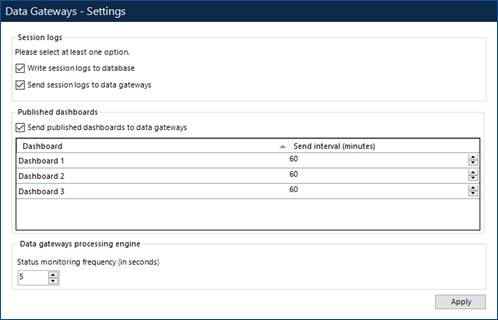 Data Gateways - Settings
Session logs
Please select at least one option.
Write session logs to database
Send session logs to data gateways
Published dashboards
Send published dashboards to data gateways
Dashboard Send interval (minutes)
Dashboard 1 60
Dashboard 2 60
Dashboard 3 60
Data gateways processing engine
Status monitoring frequency (in seconds)
5
Apply